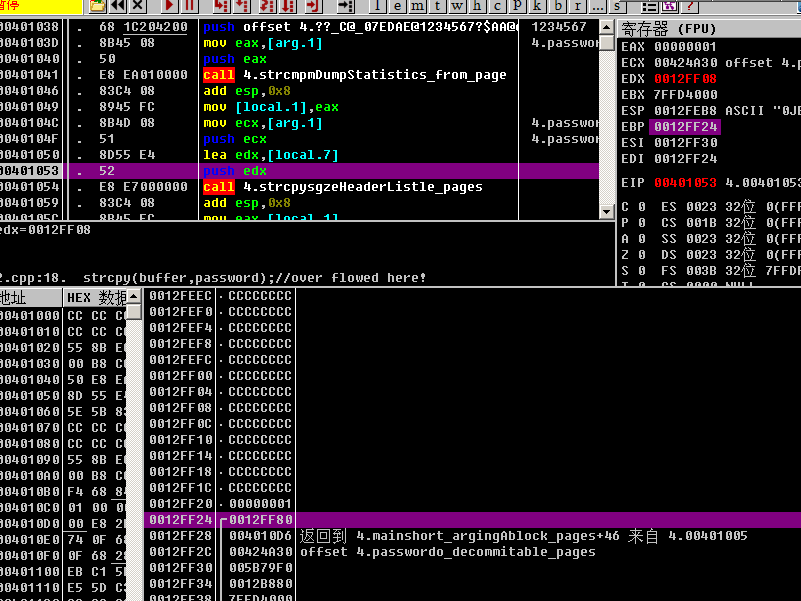 暂停
l e m t w h c P k b r ... s
00401038 . 68 1C204200 push offset 4.??_C@_07EDAE@1234567?$AA@ 1234567
0040103D . 8B45 08 mov eax,[arg.1] 4.passwor
00401040 . 50 push eax
00401041 . E8 EA010000 call 4.strcmpmDumpStatistics_from_page
00401046 . 83C4 08 add esp,0x8
00401049 . 8945 FC mov [local.1],eax
0040104C . 8B4D 08 mov ecx,[arg.1] 4.passwor
0040104F . 51 push ecx 4.passwor
00401050 . 8D55 E4 lea edx,[local.7]
00401053 . 52 push edx
00401054 . E8 E7000000 call 4.strcpysgzeHeaderListle_pages
00401059 . 83C4 08 add esp,0x8
0040105C . 8B45 FC mov eax,[local.1]
寄存器 (FPU)
EAX 00000001
ECX 00424A30 offset 4.p
EDX 0012FF08
EBX 7FFD4000
ESP 0012FEB8 ASCII "0JB
EBP 0012FF24
ESI 0012FF30
EDI 0012FF24
EIP 00401053 4.00401053
C 0 ES 0023 32位 0(FFF
P 0 CS 001B 32位 0(FFF
A 0 SS 0023 32位 0(FFF
Z 0 DS 0023 32位 0(FFF
S 0 FS 003B 32位 7FFDF
T 0 GS 0000 NULL
edx=0012FF08
2.cpp:18. strcpy(buffer,password);//over flowed here!
地址 HEX 数据
00401000 CC CC C
00401010 CC CC C
00401020 55 8B E
00401030 00 B8 C
00401040 50 E8 E
00401050 8D 55 E
00401060 5E 5B 8
00401070 CC CC C
00401080 CC CC C
00401090 55 8B E
004010A0 00 B8 C
004010B0 F4 68 8
004010C0 01 00 0
004010D0 00 E8 2
004010E0 74 0F 6
004010F0 0F 68 2
00401100 EB C1 5
00401110 E5 5D C
0012FEEC CCCCCCCC
0012FEF0 CCCCCCCC
0012FEF4 CCCCCCCC
0012FEF8 CCCCCCCC
0012FEFC CCCCCCCC
0012FF00 CCCCCCCC
0012FF04 CCCCCCCC
0012FF08 CCCCCCCC
0012FF0C CCCCCCCC
0012FF10 CCCCCCCC
0012FF14 CCCCCCCC
0012FF18 CCCCCCCC
0012FF1C CCCCCCCC
0012FF20 00000001
0012FF24 0012FF80
0012FF28 004010D6 返回到 4.mainshort_argingAblock_pages+46 来自 4.00401005
0012FF2C 00424A30 offset 4.passwordo_decommitable_pages
0012FF30 005B79F0
0012FF34 0012B880
0012FF38 7FFD4000